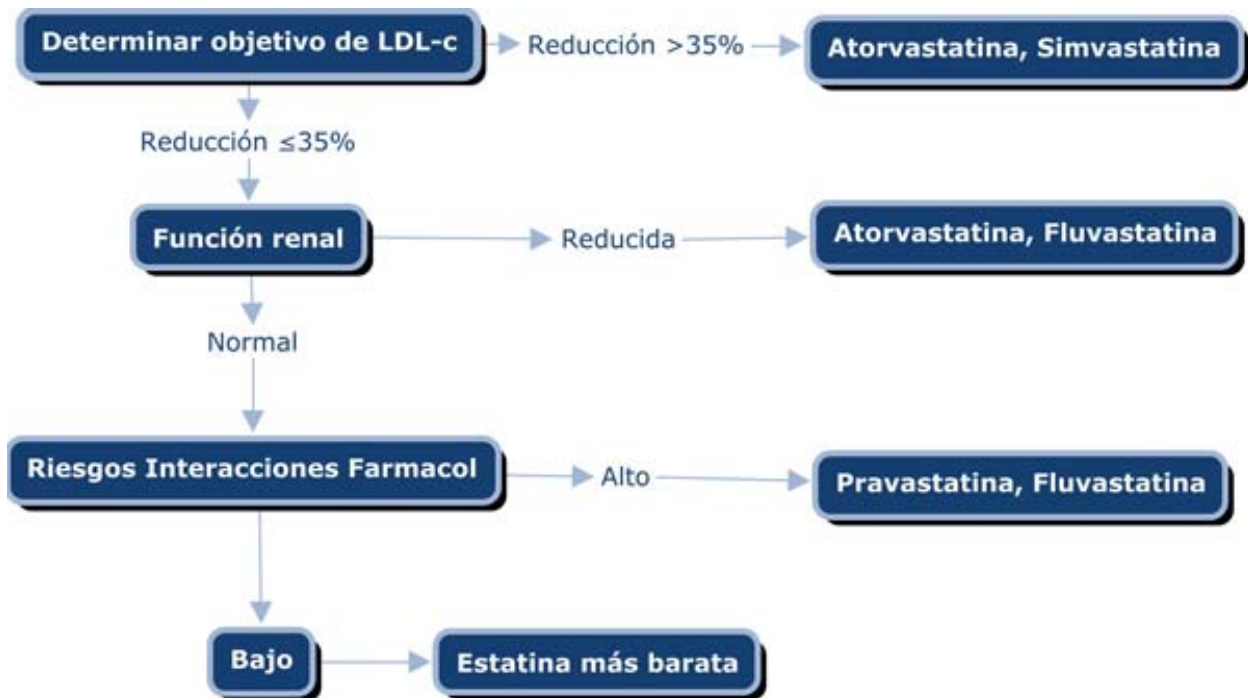 Determinar objetivo de LDL-c
Reducción >35%
Atorvastatina, Simvastatina
Reducción ≤35%
Función renal
Reducida
Atorvastatina, Fluvastatina
Normal
Riesgos Interacciones Farmacol
Alto
Pravastatina, Fluvastatina
Bajo
Estatina más barata